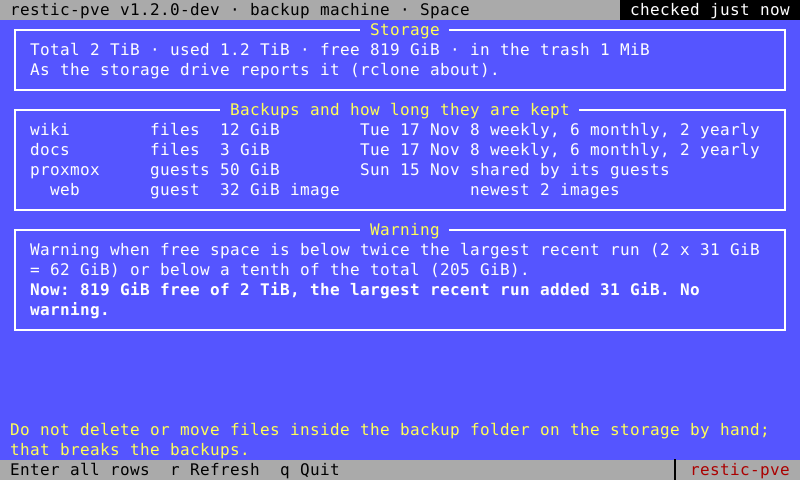 restic-pve v1.2.0-dev · backup machine · Space checked just now
Storage
Total 2 TiB · used 1.2 TiB · free 819 GiB · in the trash 1 MiB
As the storage drive reports it (rclone about).
Backups and how long they are kept
wiki files 12 GiB Tue 17 Nov 8 weekly, 6 monthly, 2 yearly
docs files 3 GiB Tue 17 Nov 8 weekly, 6 monthly, 2 yearly
proxmox guests 50 GiB Sun 15 Nov shared by its guests
web guest 32 GiB image newest 2 images
Warning
Warning when free space is below twice the largest recent run (2 x 31 GiB
= 62 GiB) or below a tenth of the total (205 GiB).
Now: 819 GiB free of 2 TiB, the largest recent run added 31 GiB. No
warning.
Do not delete or move files inside the backup folder on the storage by hand;
that breaks the backups.
Enter all rows r Refresh q Quit restic-pve